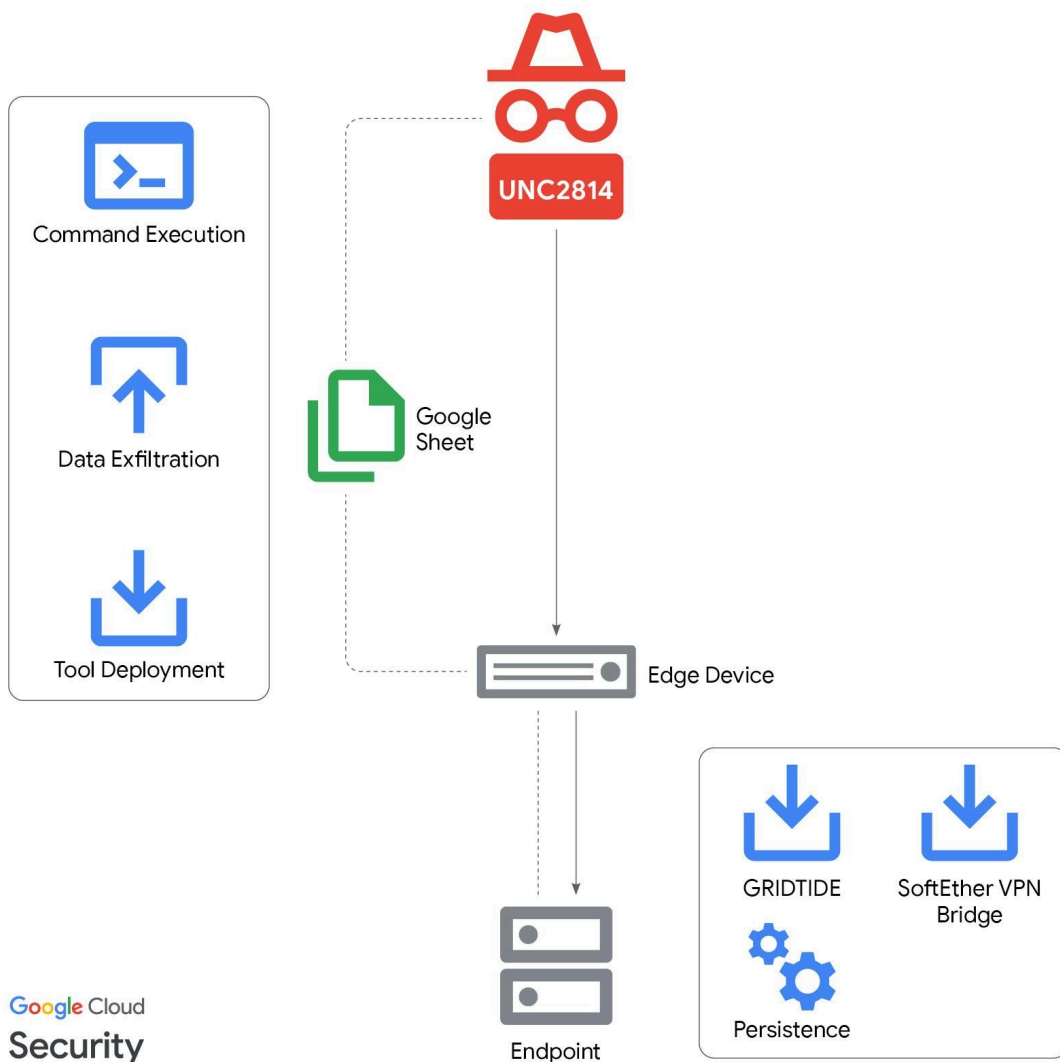 UNC2814
Command Execution
Data Exfiltration
Tool Deployment
Google
Sheet
Edge Device
GRIDTIDE
SoftEther VPN
Bridge
Persistence
Endpoint
Google Cloud
Security